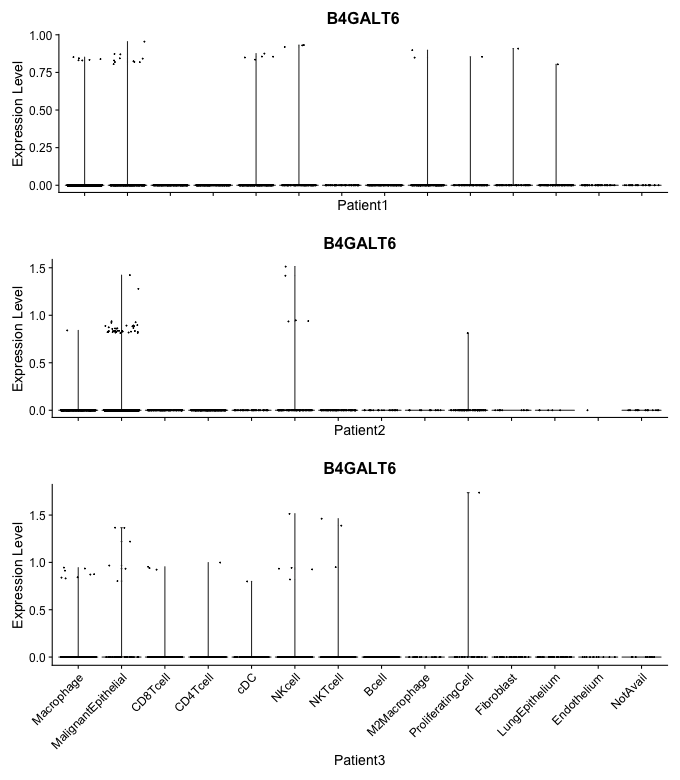 B4GALT6
Expression Level
1.00
0.75
0.50
0.25
0.00
Patient1
B4GALT6
Expression Level
1.5
1.0
0.5
0.0
Patient2
B4GALT6
Expression Level
1.5
1.0
0.5
0.0
Macrophage
MalignantEpithelial
CD8Tcell
CD4Tcell
cDC
NKcell
NKTcell
Bcell
M2Macrophage
ProliferatingCell
Fibroblast
LungEpithelium
Endothelium
NotAvail
Patient3